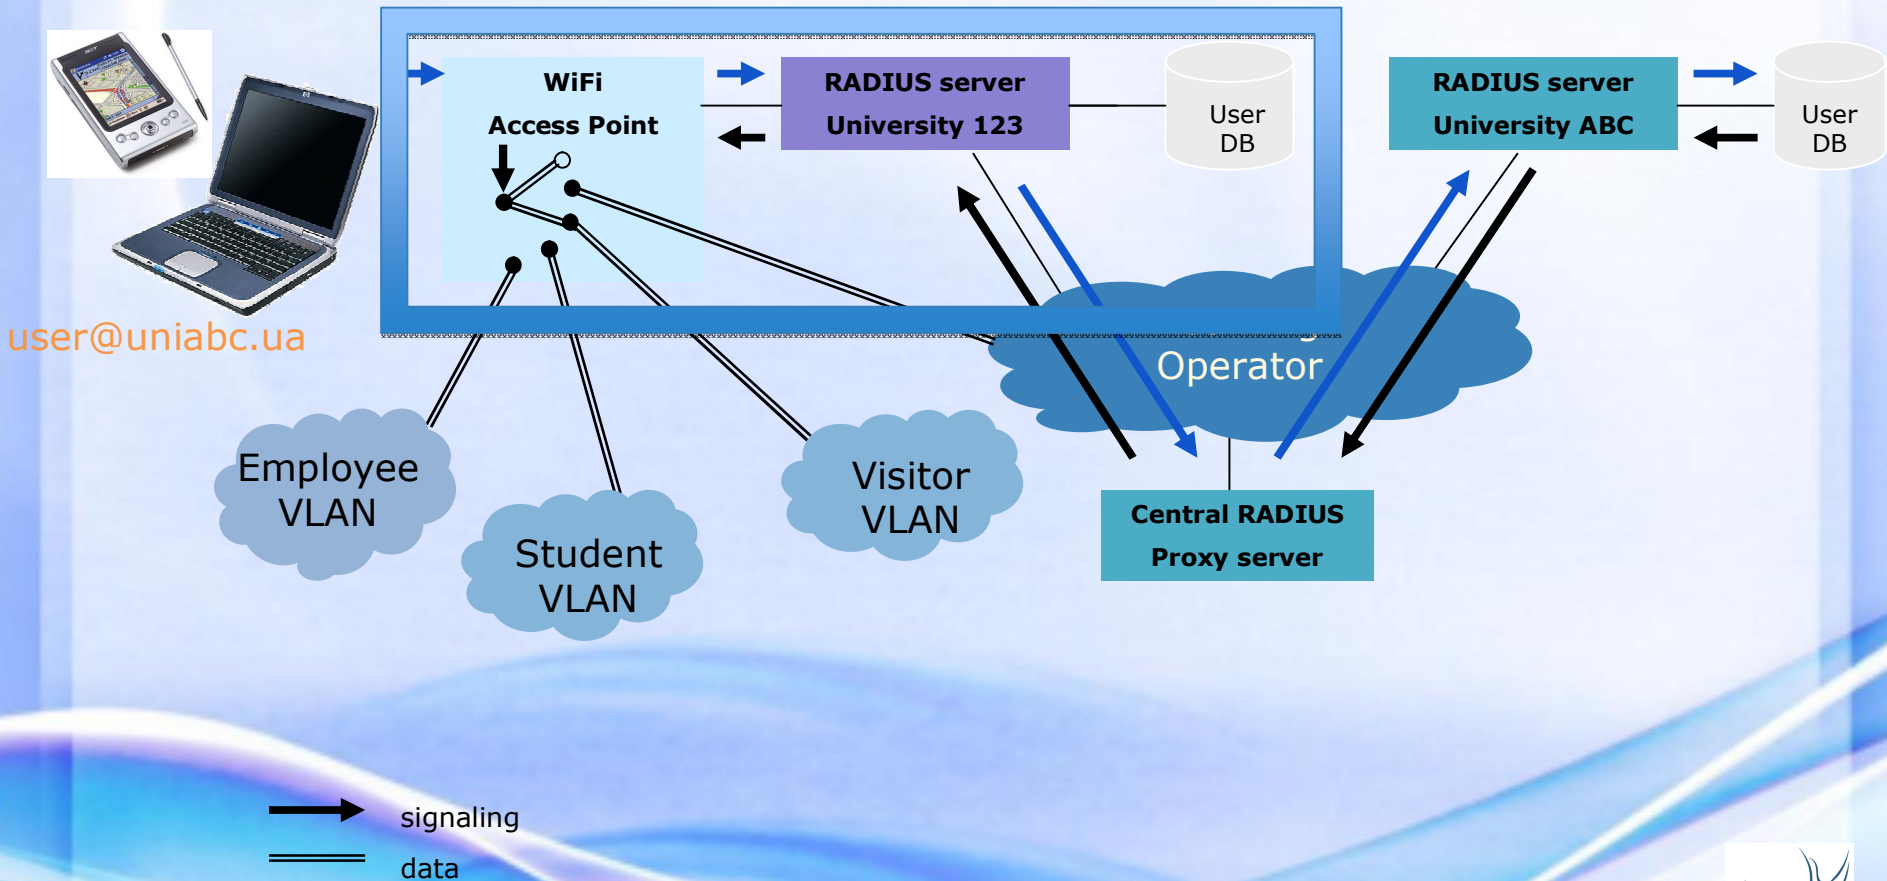 WiFi
Access Point
RADIUS server
University 123
User
DB
RADIUS server
University ABC
User
DB
user@uniabc.ua
Operator
Employee
VLAN
Student
VLAN
Visitor
VLAN
Central RADIUS
Proxy server
signaling
data